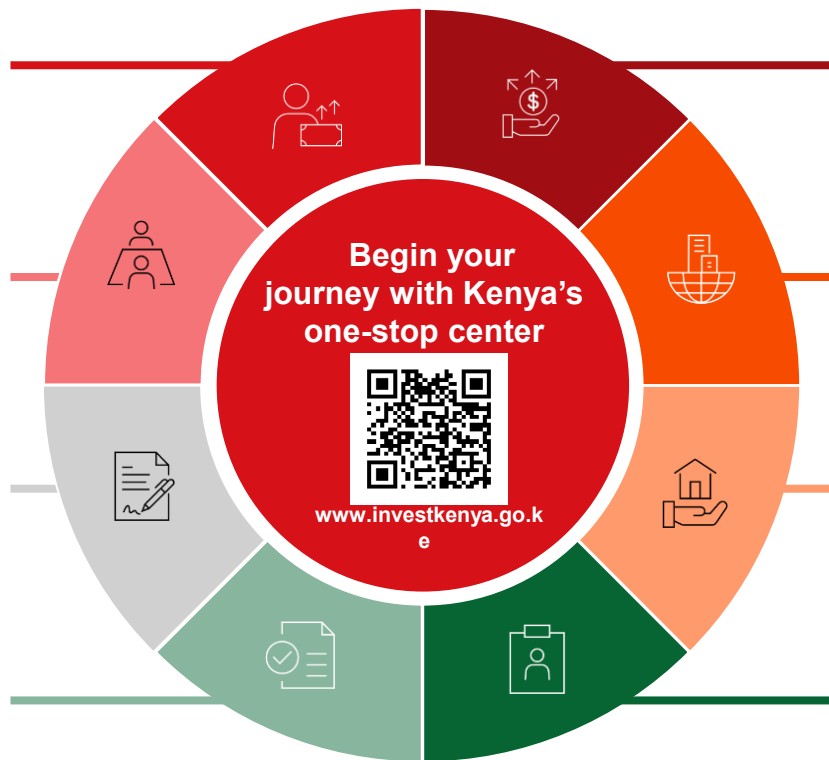 Begin your
journey with Kenya’s
one-stop center
www.investkenya.go.k
e